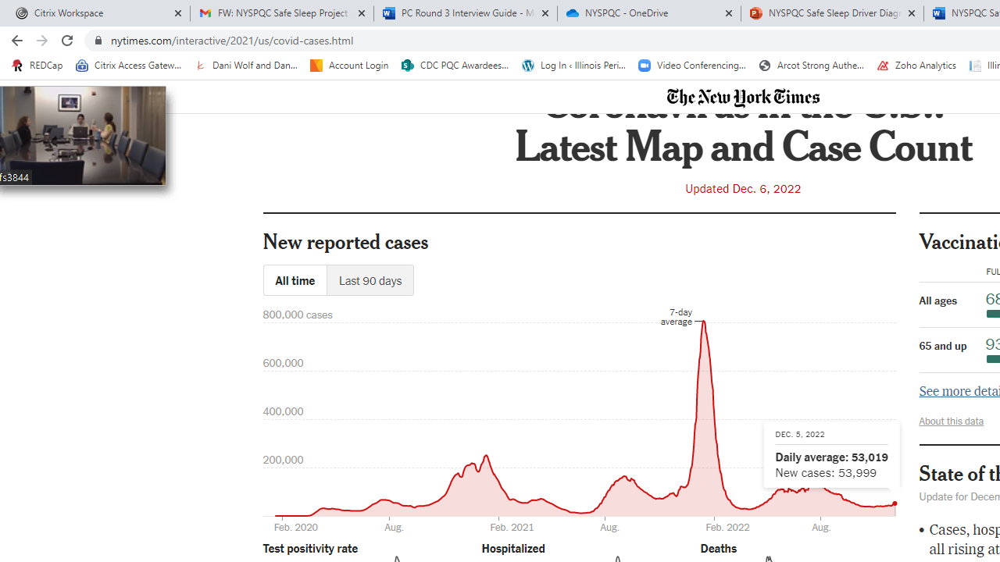 Citrix Workspace
FW: NYSPQC Safe Sleep Project
PC Round 3 Interview Guide - M
NYSPQC - OneDrive
NYSPQC Safe Sleep Driver Diagr
NYSPQC Sa
nytimes.com/interactive/2021/us/covid-cases.html
REDCap
Citrix Access Gatew...
Dani Wolf and Dan...
Account Login
CDC PQC Awardees...
Log In ‹ Illinois Peri...
Video Conferencing...
Arcot Strong Authe...
Zoho Analytics
Illin
The New York Times
Coronavirus in the U.S.:
Latest Map and Case Count
fs3844
Updated Dec. 6, 2022
New reported cases
All time
Last 90 days
800,000 cases
600,000
400,000
200,000
7-day
average
DEC. 5, 2022
Daily average: 53,019
New cases: 53,999
Feb. 2020
Aug.
Feb. 2021
Aug.
Feb. 2022
Aug.
Test positivity rate
Hospitalized
Deaths
Vaccinatio
FUL
All ages
68
65 and up
93
See more detai
About this data
State of th
Update for Decem
• Cases, hosp
all rising at